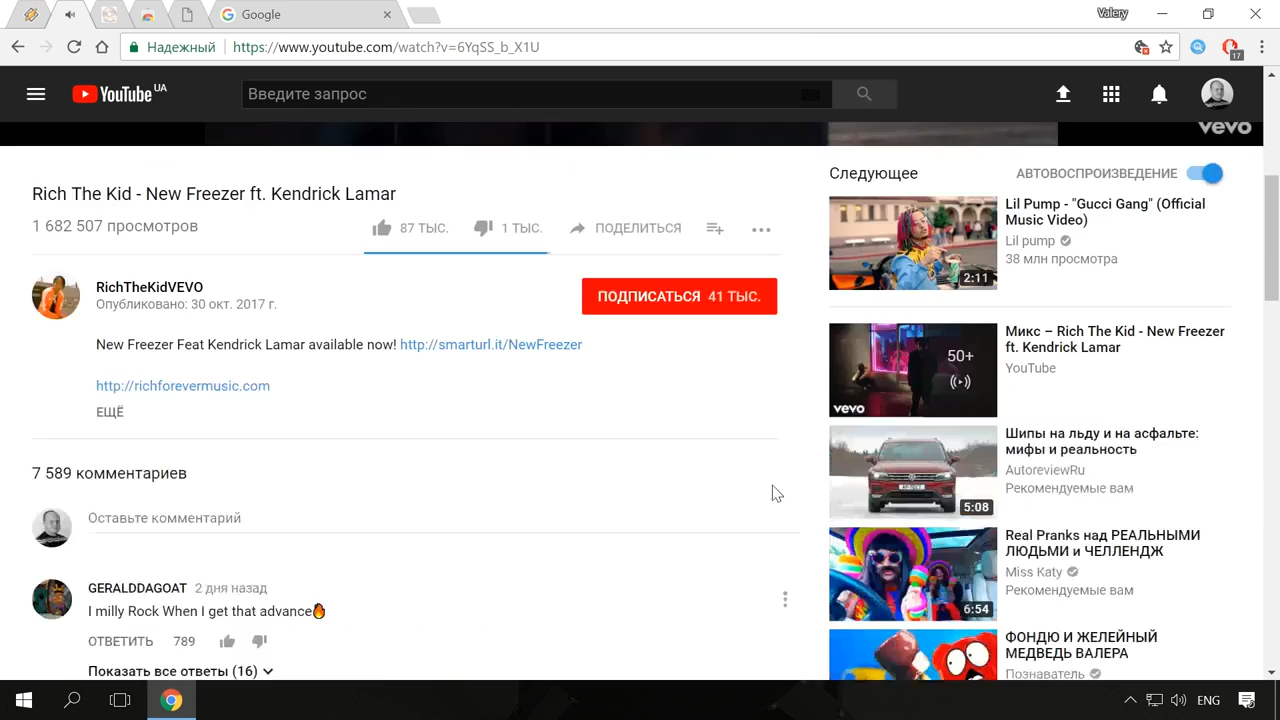 Google
Valery
Надежный
https://www.youtube.com/watch?v=6YqSS_b_X1U
17
YouTube UA
Введите запрос
vevo
Rich The Kid - New Freezer ft. Kendrick Lamar
1 682 507 просмотров
87 ТЫС.
1 ТЫС.
ПОДЕЛИТЬСЯ
RichTheKidVEVO
Опубликовано: 30 окт. 2017 г.
ПОДПИСАТЬСЯ 41 ТЫС.
New Freezer Feat Kendrick Lamar available now! http://smarturl.it/NewFreezer
http://richforevermusic.com
ЕЩЁ
7 589 комментариев
Оставьте комментарий
GERALDDAGOAT 2 дня назад
I milly Rock When I get that advance🔥
ОТВЕТИТЬ 789
Показать все ответы (16)
Следующее
АВТОВОСПРОИЗВЕДЕНИЕ
Lil Pump - "Gucci Gang" (Official
Music Video)
Lil pump
38 млн просмотра
2:11
Микс – Rich The Kid - New Freezer
ft. Kendrick Lamar
YouTube
50+
vevo
Шипы на льду и на асфальте:
мифы и реальность
AutoreviewRu
Рекомендуемые вам
5:08
Real Pranks над РЕАЛЬНЫМИ
ЛЮДЬМИ и ЧЕЛЛЕНДЖ
Miss Katy
Рекомендуемые вам
6:54
ФОНДЮ И ЖЕЛЕЙНЫЙ
МЕДВЕДЬ ВАЛЕРА
Познаватель
ENG